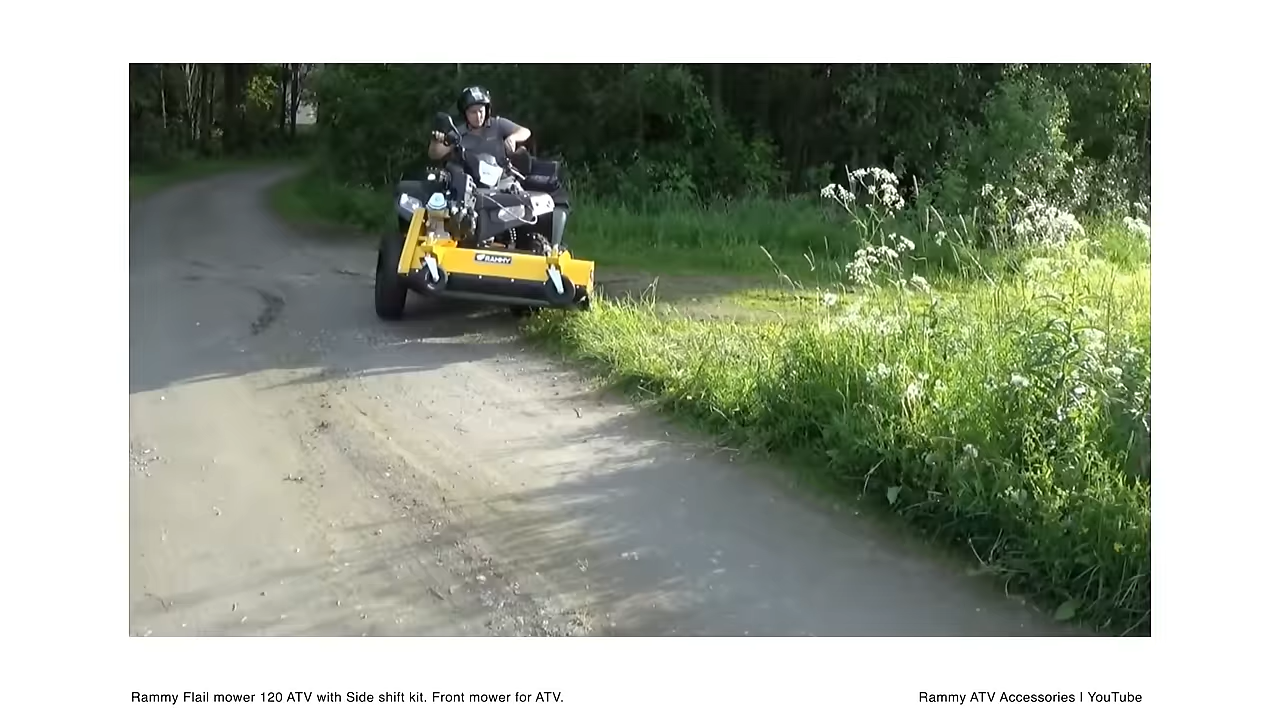 RAMMY
Rammy Flail mower 120 ATV with Side shift kit. Front mower for ATV.
Rammy ATV Accessories | YouTube